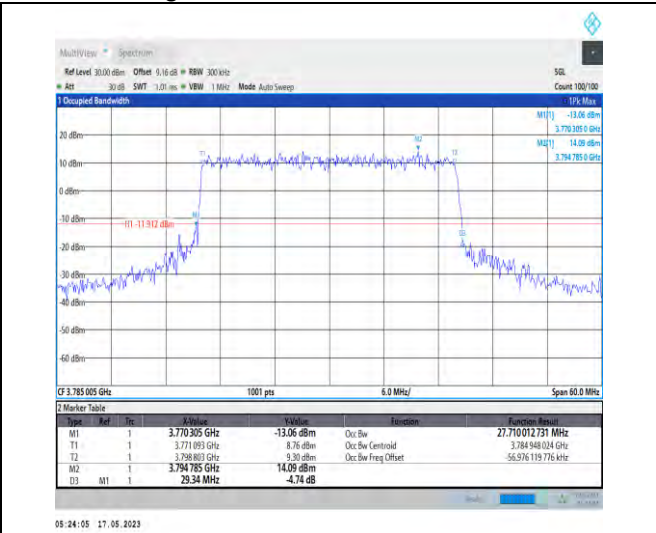 MultiView Spectrum
Ref Level 30.00 dBm Offset 9.16 dB RBW 300 kHz SGL
Att 30 dB SWT 1.01 ms VBW 1 MHz Mode Auto Sweep Count 100/100
1 Occupied Bandwidth 1Pk Max
M1[1] -13.06 dBm
3.770 305 0 GHz
M2[1] 14.09 dBm
3.794 785 0 GHz
20 dBm
M2
T1 T2
10 dBm
0 dBm
-10 dBm
M1
H1 -11.912 dBm
D3
-20 dBm
-30 dBm
-40 dBm
-50 dBm
-60 dBm
CF 3.785 005 GHz 1001 pts 6.0 MHz/ Span 60.0 MHz
2 Marker Table
Type Ref Trc X-Value Y-Value Function Function Result
M1 1 3.770 305 GHz -13.06 dBm Occ Bw 27.710 012 731 MHz
T1 1 3.771 093 GHz 8.76 dBm Occ Bw Centroid 3.784 948 024 GHz
T2 1 3.798 803 GHz 9.30 dBm Occ Bw Freq Offset -56.976 119 776 kHz
M2 1 3.794 785 GHz 14.09 dBm
D3 M1 1 29.34 MHz -4.74 dB
05:24:05 17.05.2023